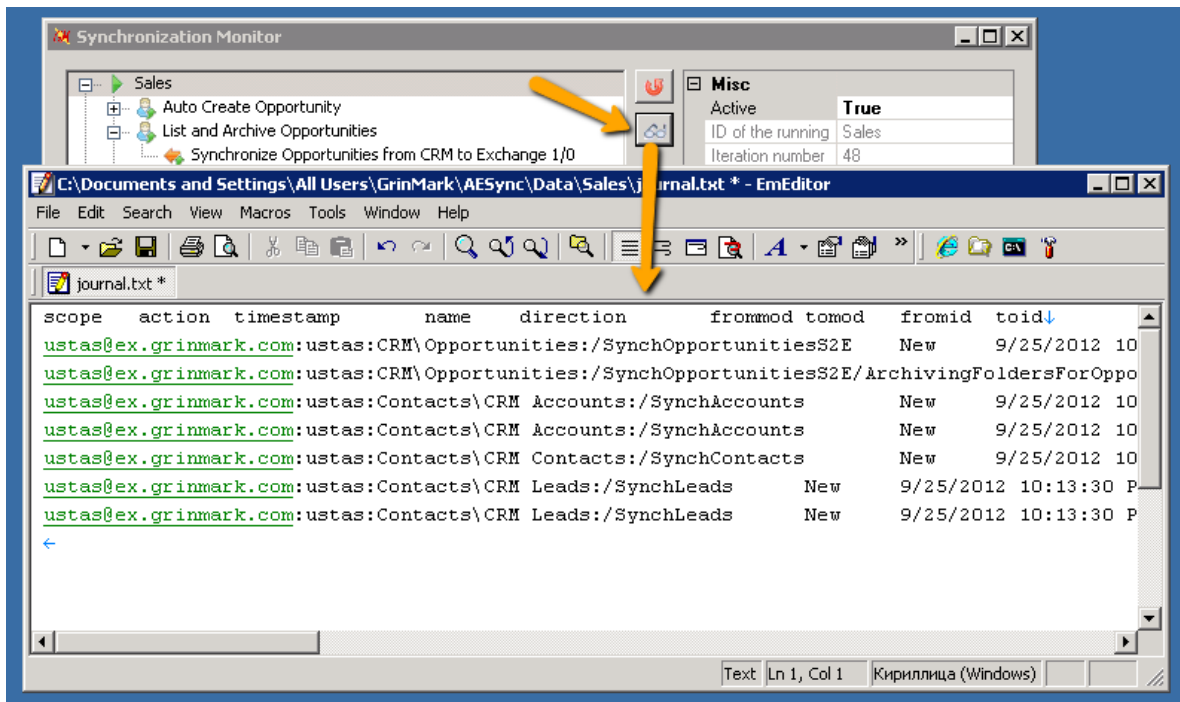 Synchronization Monitor
Sales
Auto Create Opportunity
List and Archive Opportunities
Synchronize Opportunities from CRM to Exchange 1/0
Misc
Active True
ID of the running Sales
Iteration number 48
C:\Documents and Settings\All Users\GrinMark\AESync\Data\Sales\journal.txt * - EmEditor
File Edit Search View Macros Tools Window Help
journal.txt *
scope action timestamp name direction frommod tomod fromid toid↓
ustas@ex.grinmark.com:ustas:CRM\Opportunities:/SynchOpportunitiesS2E New 9/25/2012 10
ustas@ex.grinmark.com:ustas:CRM\Opportunities:/SynchOpportunitiesS2E/ArchivingFoldersForOppo
ustas@ex.grinmark.com:ustas:Contacts\CRM Accounts:/SynchAccounts New 9/25/2012 10
ustas@ex.grinmark.com:ustas:Contacts\CRM Accounts:/SynchAccounts New 9/25/2012 10
ustas@ex.grinmark.com:ustas:Contacts\CRM Contacts:/SynchContacts New 9/25/2012 10
ustas@ex.grinmark.com:ustas:Contacts\CRM Leads:/SynchLeads New 9/25/2012 10:13:30 P
ustas@ex.grinmark.com:ustas:Contacts\CRM Leads:/SynchLeads New 9/25/2012 10:13:30 P
←
Text Ln 1, Col 1 Кириллица (Windows)